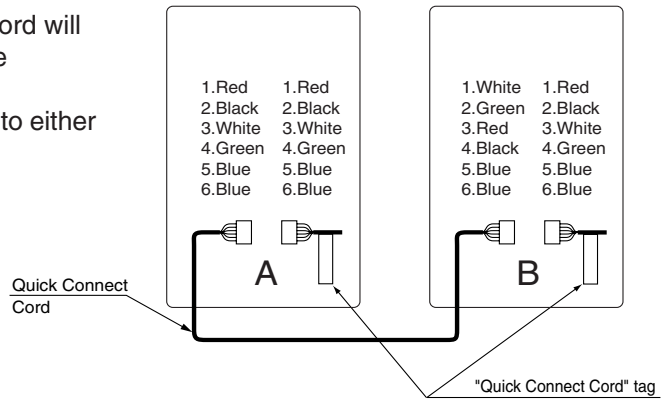 ord will
e
to either
1.Red 1.Red
2.Black 2.Black
3.White 3.White
4.Green 4.Green
5.Blue 5.Blue
6.Blue 6.Blue
A
1.White 1.Red
2.Green 2.Black
3.Red 3.White
4.Black 4.Green
5.Blue 5.Blue
6.Blue 6.Blue
B
Quick Connect
Cord
"Quick Connect Cord" tag